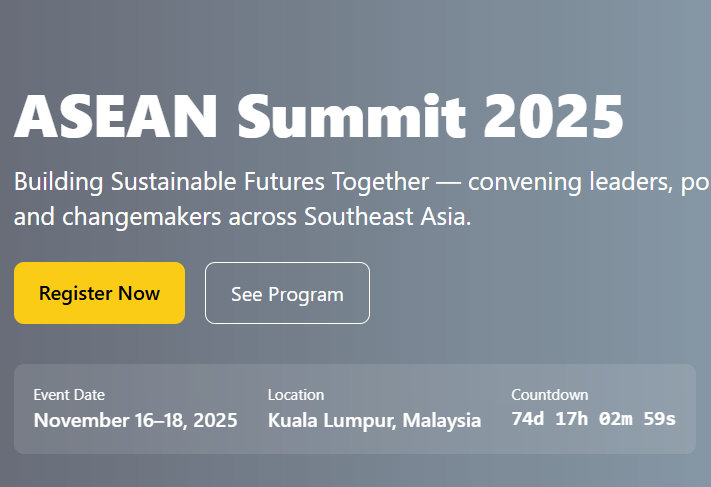 ASEAN Summit 2025
Building Sustainable Futures Together — convening leaders,
and changemakers across Southeast Asia.
Register Now
See Program
Event Date
November 16–18, 2025
Location
Kuala Lumpur, Malaysia
Countdown
74d 17h 02m 59s